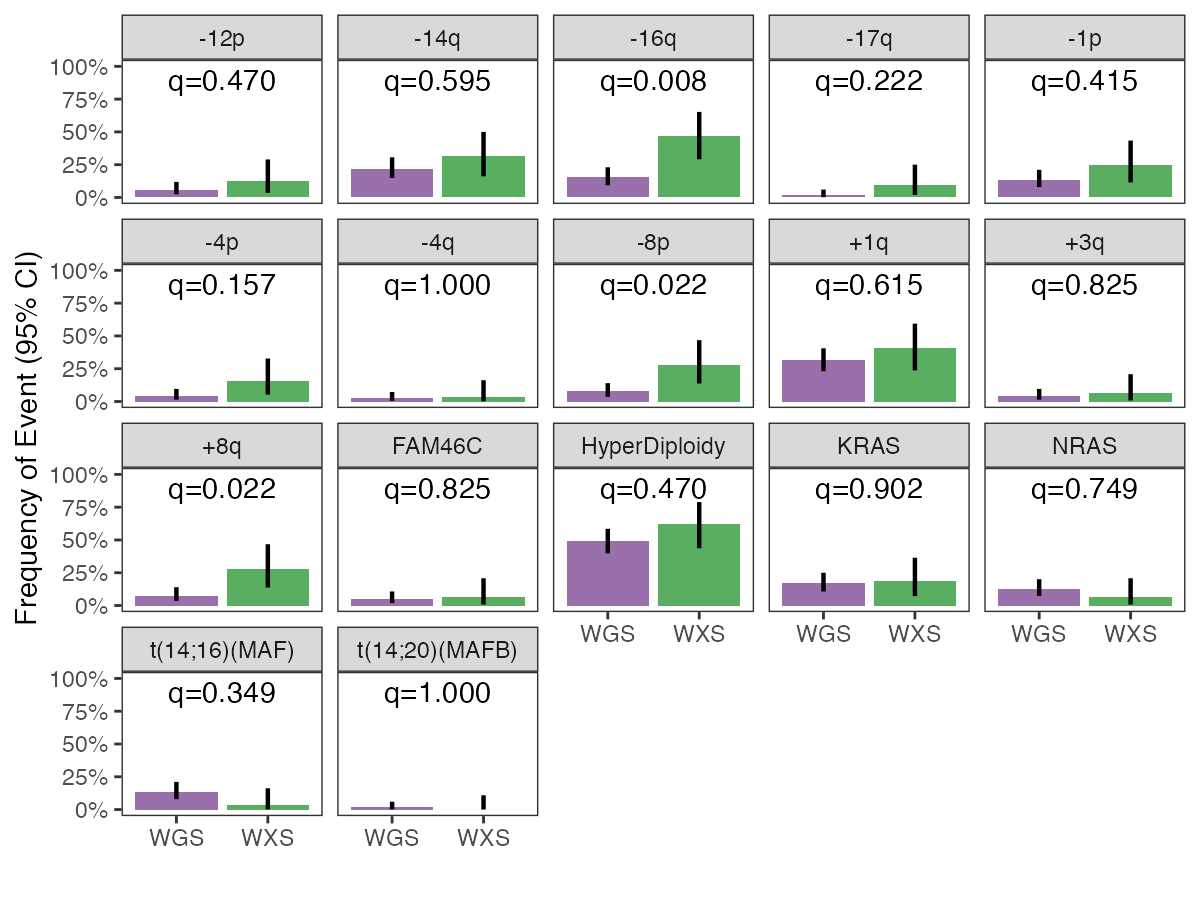 -12p -14q -16q -17q -1p
100% q=0.470 q=0.595 q=0.008 q=0.222 q=0.415
75%
50%
25%
0%
-4p -4q -8p +1q +3q
100% q=0.157 q=1.000 q=0.022 q=0.615 q=0.825
75%
50%
25%
0%
Frequency of Event (95% CI)
+8q FAM46C HyperDiploidy KRAS NRAS
100% q=0.022 q=0.825 q=0.470 q=0.902 q=0.749
75%
50%
25%
0%
WGS WXS WGS WXS WGS WXS
t(14;16)(MAF) t(14;20)(MAFB)
100% q=0.349 q=1.000
75%
50%
25%
0%
WGS WXS WGS WXS